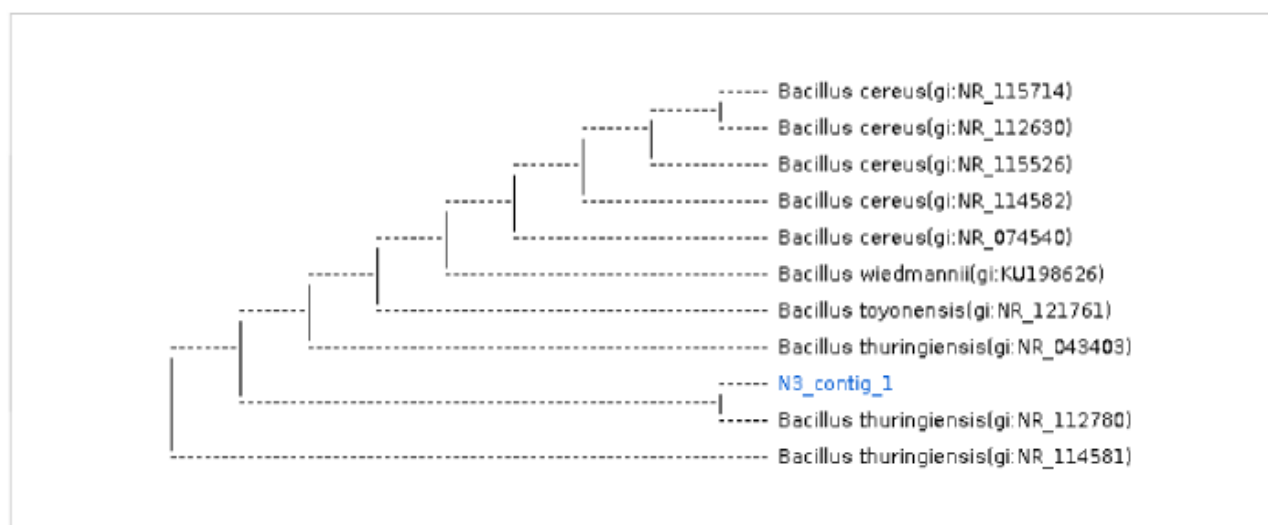 Bacillus cereus(gi:NR_115714)
Bacillus cereus(gi:NR_112630)
Bacillus cereus(gi:NR_115526)
Bacillus cereus(gi:NR_114582)
Bacillus cereus(gi:NR_074540)
Bacillus wiedmannii(gi:KU198626)
Bacillus toyonensis(gi:NR_121761)
Bacillus thuringiensis(gi:NR_043403)
N3_contig_1
Bacillus thuringiensis(gi:NR_112780)
Bacillus thuringiensis(gi:NR_114581)